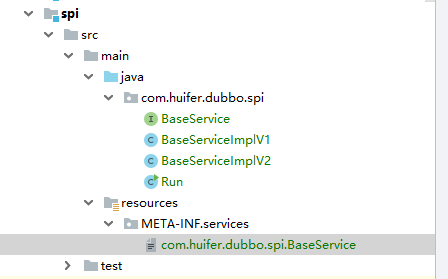 spi
src
main
java
com.huifer.dubbo.spi
I BaseService
C BaseServiceImplV1
C BaseServiceImplV2
C Run
resources
META-INF.services
com.huifer.dubbo.spi.BaseService
test